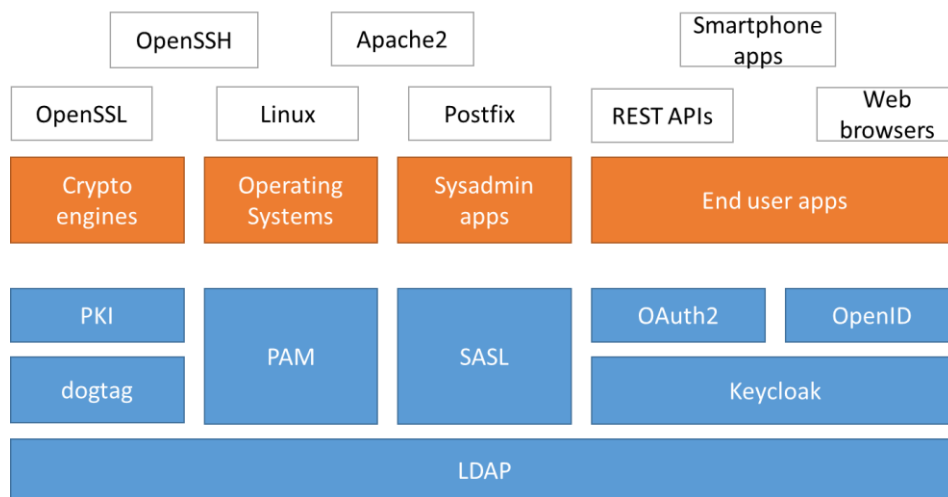 OpenSSH
Apache2
Smartphone
apps
OpenSSL
Linux
Postfix
REST APIs
Web
browsers
Crypto
engines
Operating
Systems
Sysadmin
apps
End user apps
PKI
PAM
SASL
OAuth2
OpenID
dogtag
Keycloak
LDAP